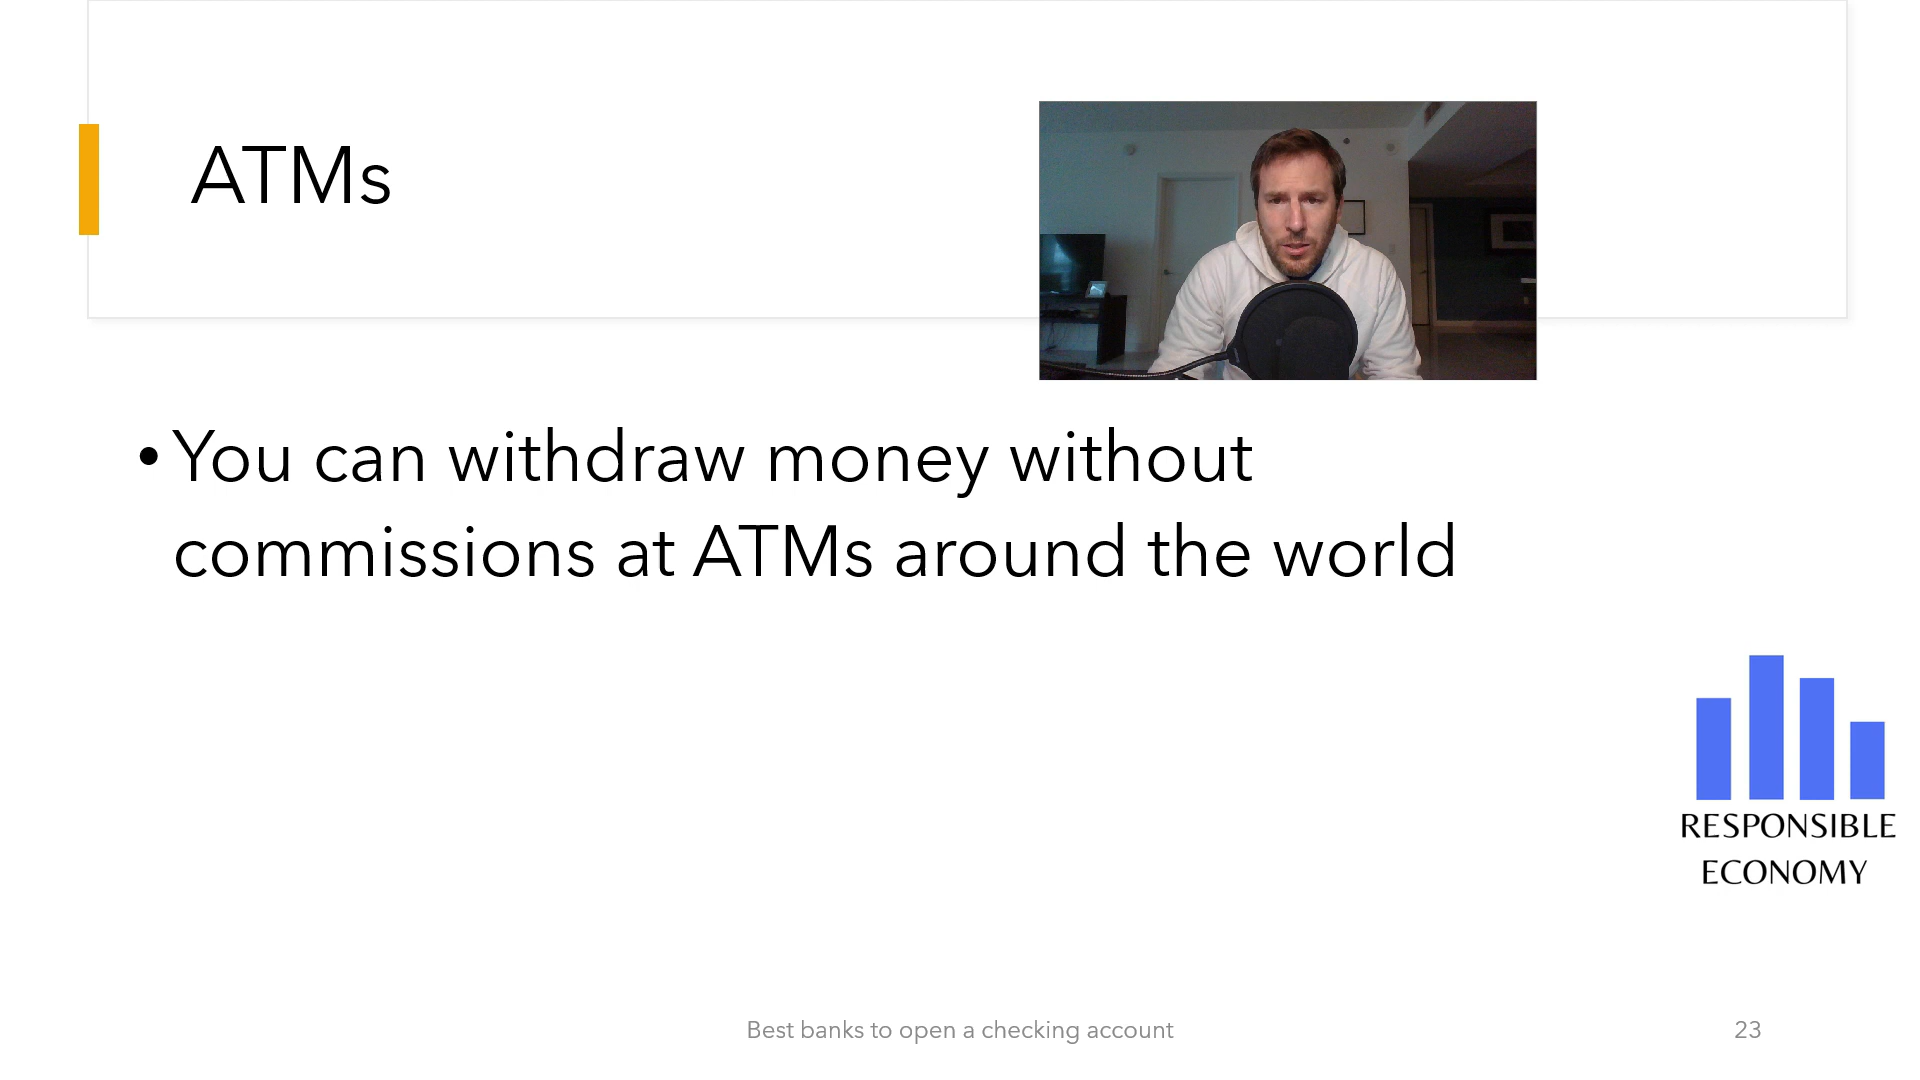 ATMs
• You can withdraw money without
commissions at ATMs around the world
RESPONSIBLE
ECONOMY
Best banks to open a checking account
23